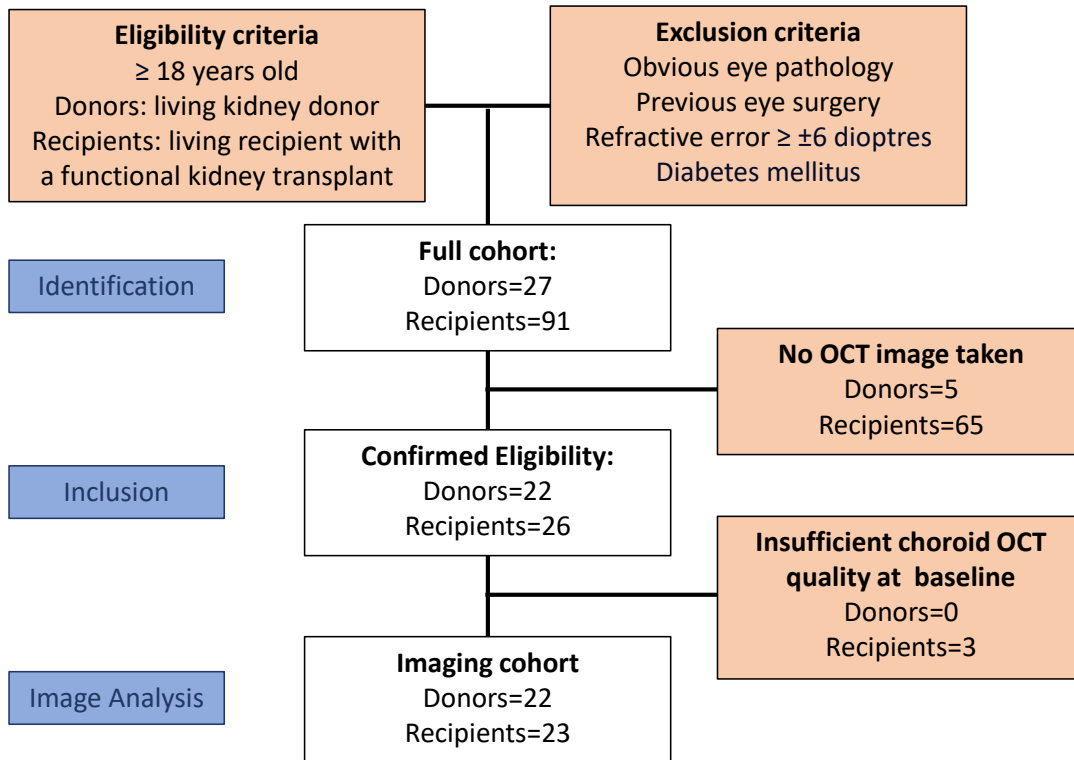 Eligibility criteria
≥ 18 years old
Donors: living kidney donor
Recipients: living recipient with
a functional kidney transplant
Exclusion criteria
Obvious eye pathology
Previous eye surgery
Refractive error ≥ ±6 dioptres
Diabetes mellitus
Identification
Full cohort:
Donors=27
Recipients=91
No OCT image taken
Donors=5
Recipients=65
Inclusion
Confirmed Eligibility:
Donors=22
Recipients=26
Insufficient choroid OCT
quality at baseline
Donors=0
Recipients=3
Image Analysis
Imaging cohort
Donors=22
Recipients=23